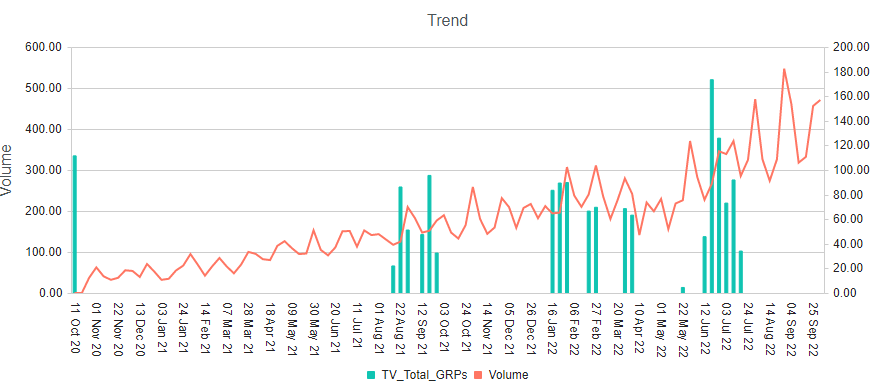 Trend
600.00 200.00
180.00
500.00
160.00
400.00 140.00
120.00
300.00 100.00
80.00
200.00
60.00
100.00 40.00
20.00
0.00 0.00
Volume
11 Oct 20
01 Nov 20
22 Nov 20
13 Dec 20
03 Jan 21
24 Jan 21
14 Feb 21
07 Mar 21
28 Mar 21
18 Apr 21
09 May 21
30 May 21
20 Jun 21
11 Jul 21
01 Aug 21
22 Aug 21
12 Sep 21
03 Oct 21
24 Oct 21
14 Nov 21
05 Dec 21
26 Dec 21
16 Jan 22
06 Feb 22
27 Feb 22
20 Mar 22
10 Apr 22
01 May 22
22 May 22
12 Jun 22
03 Jul 22
24 Jul 22
14 Aug 22
04 Sep 22
25 Sep 22
TV_Total_GRPs Volume